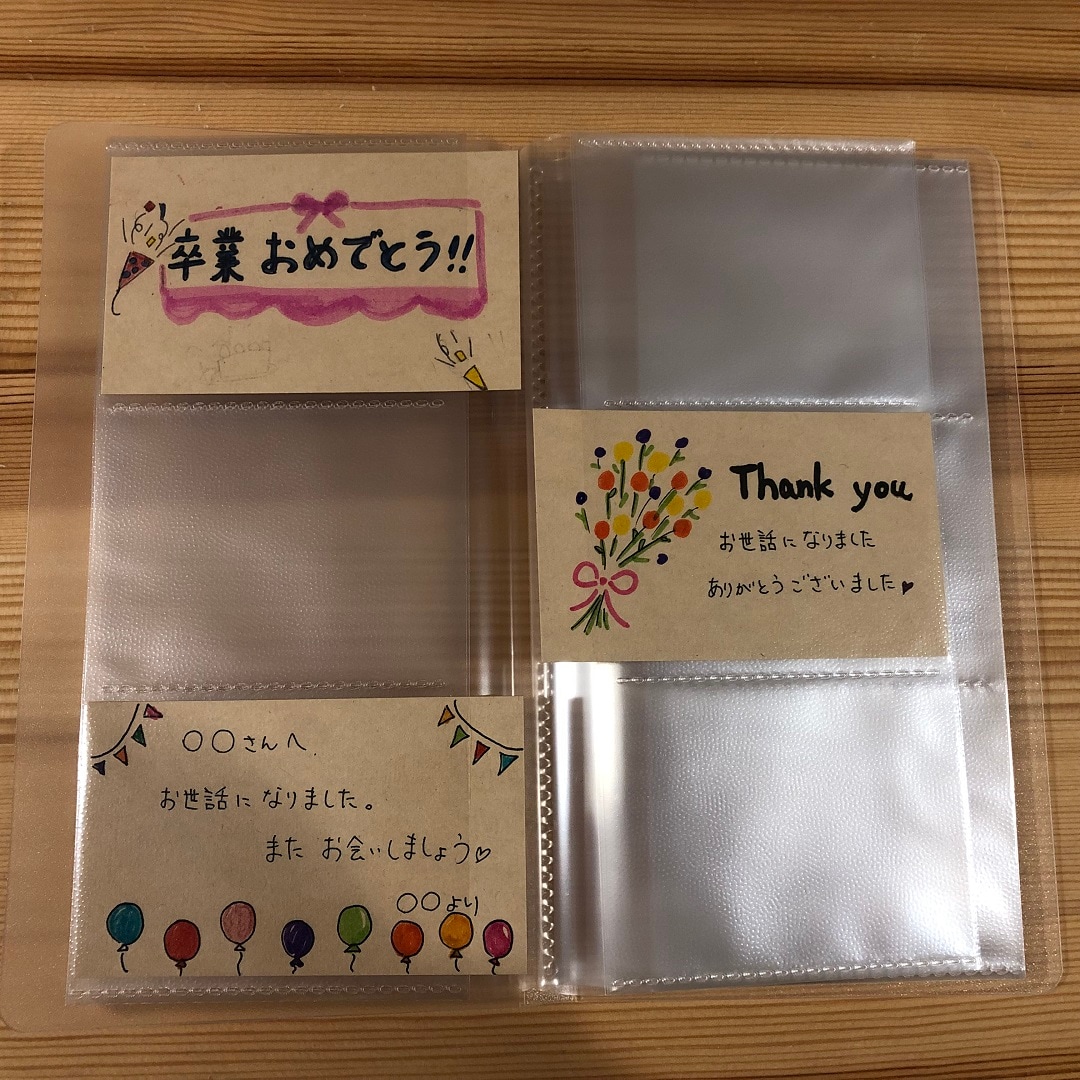 卒業おめでとう!!
Thank you
お世話になりました
ありがとうございました♥
○○さんへ.
お世話になりました。
またお会いしましょう♡
○○より